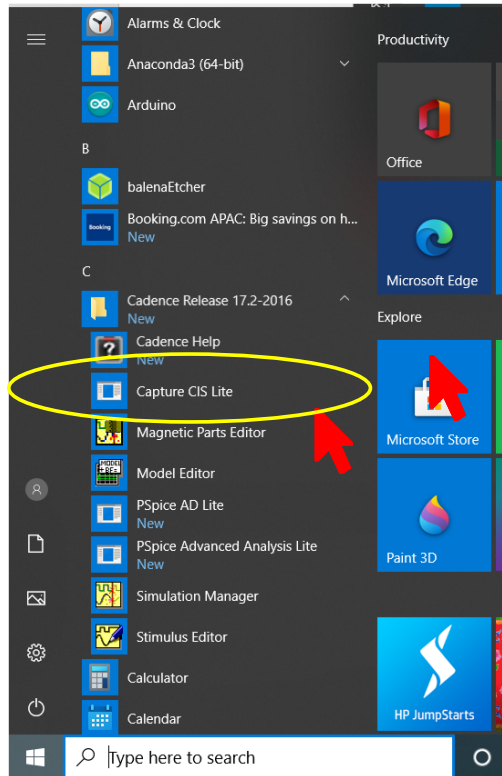 Alarms & Clock
Anaconda3 (64-bit)
Arduino
B
balenaEtcher
Booking
Booking.com APAC: Big savings on h...
New
C
Cadence Release 17.2-2016
New
Cadence Help
New
Capture CIS Lite
Magnetic Parts Editor
MODEL
Model Editor
PSpice AD Lite
New
PSpice Advanced Analysis Lite
New
Simulation Manager
Stimulus Editor
Calculator
Calendar
Productivity
Office
Microsoft Edge
Explore
Microsoft Store
Paint 3D
HP JumpStarts
Type here to search